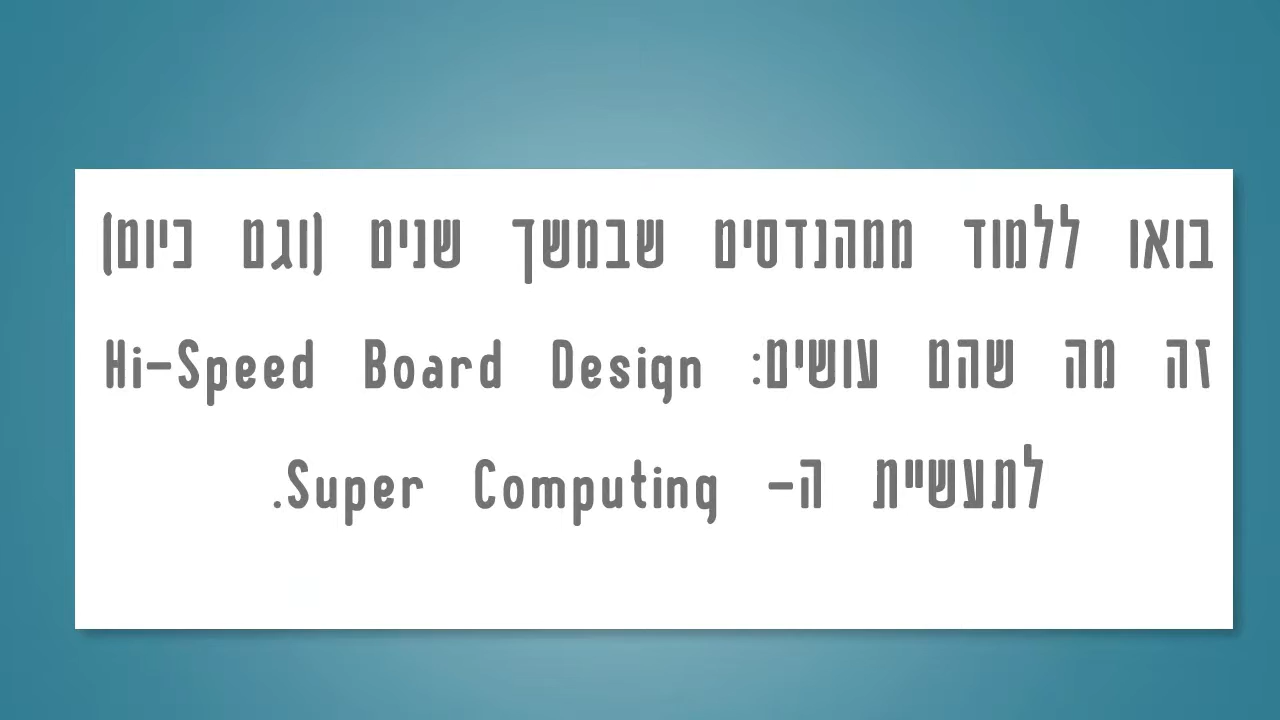 בואו ללמוד ממהנדסים שבמשך שנים (וגם כיום)
זה מה שהם עושים: Hi-Speed Board Design
לתעשיית ה- Super Computing.